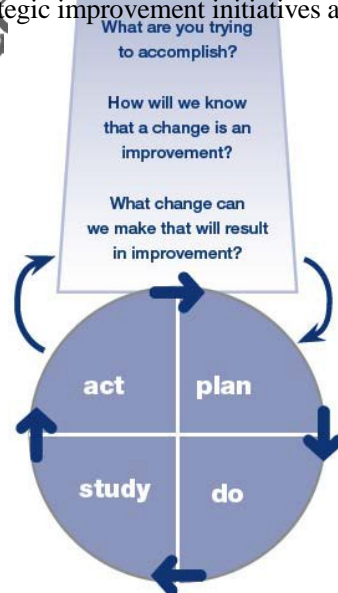 tegic improvement initiatives a
What are you trying
to accomplish?
How will we know
that a change is an
improvement?
What change can
we make that will result
in improvement?
act
plan
study
do